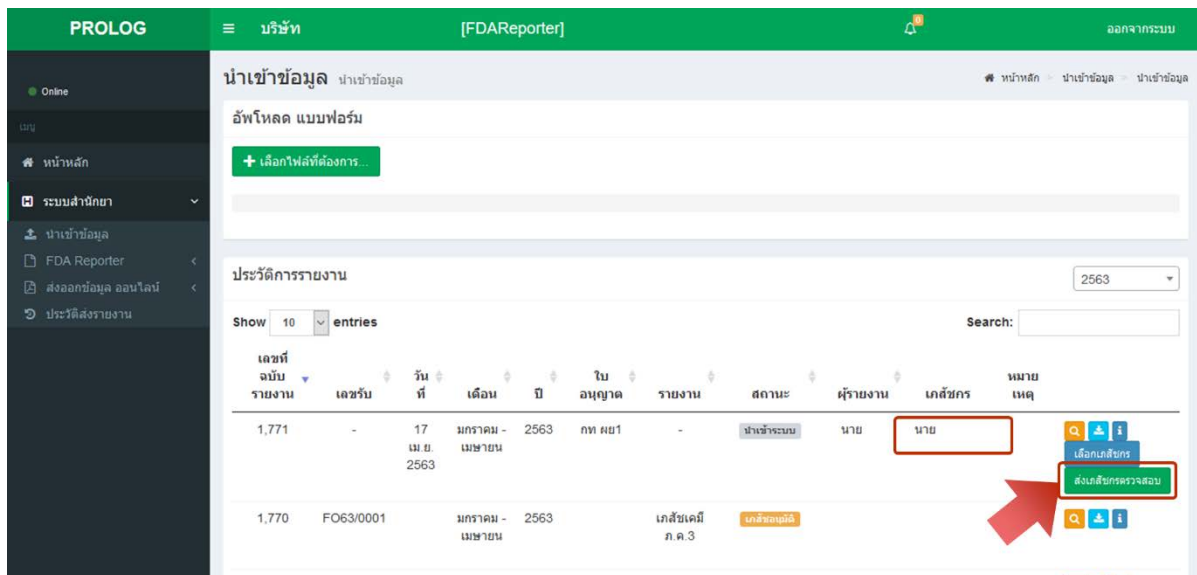 PROLOG
บริษัท [FDAReporter]
0
ออกจากระบบ
Online
เมนู
หน้าหลัก
ระบบสำนักยา
นำเข้าข้อมูล
FDA Reporter
ส่งออกข้อมูล ออนไลน์
ประวัติส่งรายงาน
นำเข้าข้อมูล นำเข้าข้อมูล
หน้าหลัก > นำเข้าข้อมูล > นำเข้าข้อมูล
อัพโหลด แบบฟอร์ม
เลือกไฟล์ที่ต้องการ...
ประวัติการรายงาน
2563
Show 10 entries
Search:
เลขที่
ฉบับ
รายงาน
เลขรับ
วัน
ที่
เดือน
ปี
ใบ
อนุญาต
รายงาน
สถานะ
ผู้รายงาน
เภสัชกร
หมาย
เหตุ
1,771
-
17
เม.ย.
2563
มกราคม -
เมษายน
2563
กท ผย1
-
นำเข้าระบบ
นาย
นาย
เลือกเภสัชกร
ส่งเภสัชกรตรวจสอบ
1,770
FO63/0001
มกราคม -
เมษายน
2563
เภสัชเคมี
ภ.ค.3
เภสัชอนุมัติ